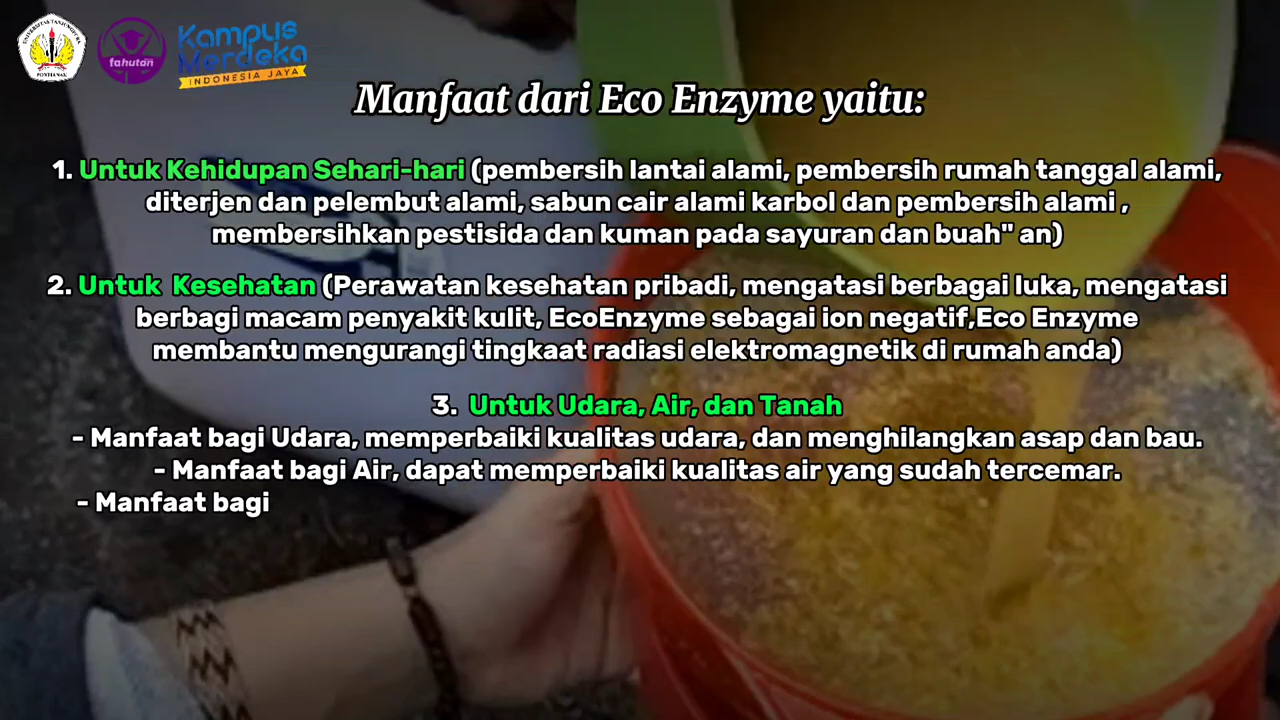 UNIVERSITAS TANJUNGPURA
PONTIANAK
fahutan
Kampus
Merdeka
INDONESIA JAYA
Manfaat dari Eco Enzyme yaitu:
1. Untuk Kehidupan Sehari-hari (pembersih lantai alami, pembersih rumah tanggal alami,
diterjen dan pelembut alami, sabun cair alami karbol dan pembersih alami ,
membersihkan pestisida dan kuman pada sayuran dan buah" an)
2. Untuk Kesehatan (Perawatan kesehatan pribadi, mengatasi berbagai luka, mengatasi
berbagi macam penyakit kulit, EcoEnzyme sebagai ion negatif,Eco Enzyme
membantu mengurangi tingkaat radiasi elektromagnetik di rumah anda)
3. Untuk Udara, Air, dan Tanah
- Manfaat bagi Udara, memperbaiki kualitas udara, dan menghilangkan asap dan bau.
- Manfaat bagi Air, dapat memperbaiki kualitas air yang sudah tercemar.
- Manfaat bagi